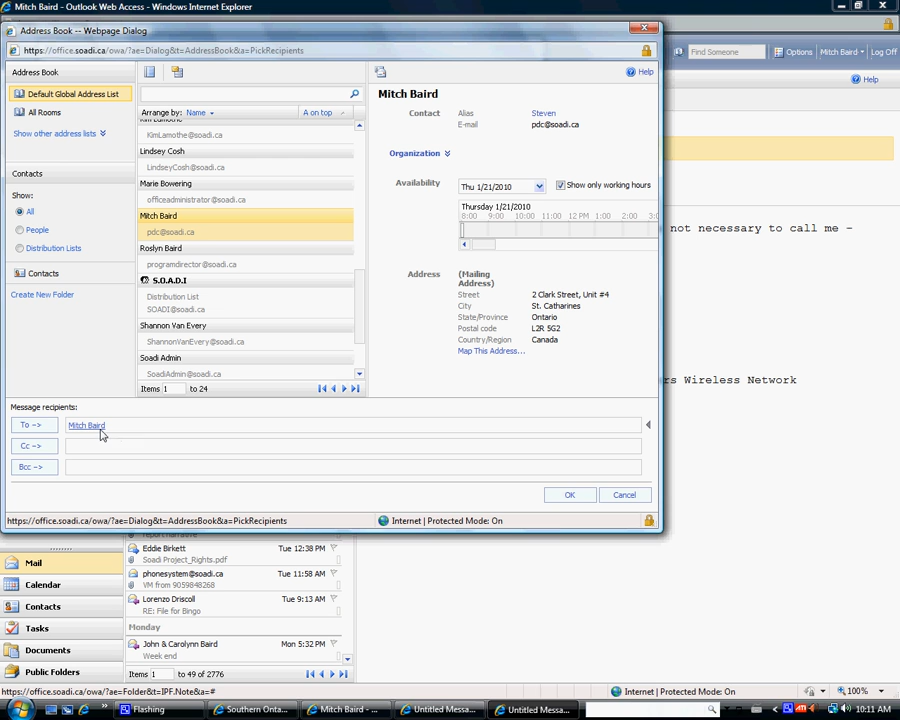 Mitch Baird - Outlook Web Access - Windows Internet Explorer
Address Book -- Webpage Dialog
https://office.soadi.ca/owa/?ae=Dialog&t=AddressBook&a=PickRecipients
Find Someone
Options
Mitch Baird
Log Off
Address Book
Help
Help
Default Global Address List
All Rooms
Show other address lists
Contacts
Show:
All
People
Distribution Lists
Contacts
Create New Folder
Arrange by: Name
A on top
KimLamothe@soadi.ca
Lindsey Cosh
LindseyCosh@soadi.ca
Marie Bowering
officeadministrator@soadi.ca
Mitch Baird
pdc@soadi.ca
Roslyn Baird
programdirector@soadi.ca
S.O.A.D.I
Distribution List
SOADI@soadi.ca
Shannon Van Every
ShannonVanEvery@soadi.ca
Soadi Admin
SoadiAdmin@soadi.ca
Items 1 to 24
Mitch Baird
Contact Alias Steven
E-mail pdc@soadi.ca
Organization
Availability Thu 1/21/2010 Show only working hours
Thursday 1/21/2010
8:00 9:00 10:00 11:00 12 PM 1:00 2:00 3:
Address (Mailing
Address)
Street 2 Clark Street, Unit #4
City St. Catharines
State/Province Ontario
Postal code L2R 5G2
Country/Region Canada
Map This Address...
not necessary to call me -
rs Wireless Network
Message recipients:
To -> Mitch Baird
Cc ->
Bcc ->
OK Cancel
https://office.soadi.ca/owa/?ae=Dialog&t=AddressBook&a=PickRecipients
Internet | Protected Mode: On
report narrative
Eddie Birkett Tue 12:38 PM
Soadi Project_Rights.pdf
phonesystem@soadi.ca Tue 11:58 AM
VM from 9059848268
Lorenzo Driscoll Tue 9:13 AM
RE: File for Bingo
Monday
John & Carolynn Baird Mon 5:32 PM
Week end
Items 1 to 49 of 2776
Mail
Calendar
Contacts
Tasks
Documents
Public Folders
https://office.soadi.ca/owa/?ae=Folder&t=IPF.Note&a=#
Internet | Protected Mode: On
100%
Flashing
Southern Onta...
Mitch Baird - ...
Untitled Messa...
Untitled Messa...
10:11 AM